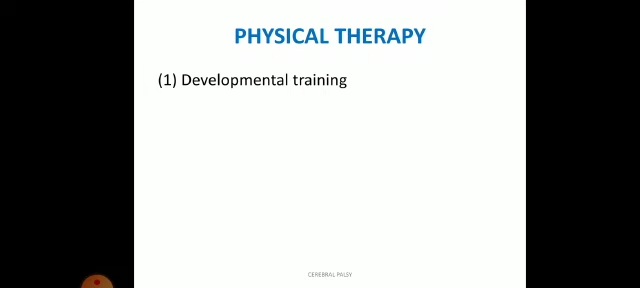 PHYSICAL THERAPY
(1) Developmental training
CEREBRAL PALSY